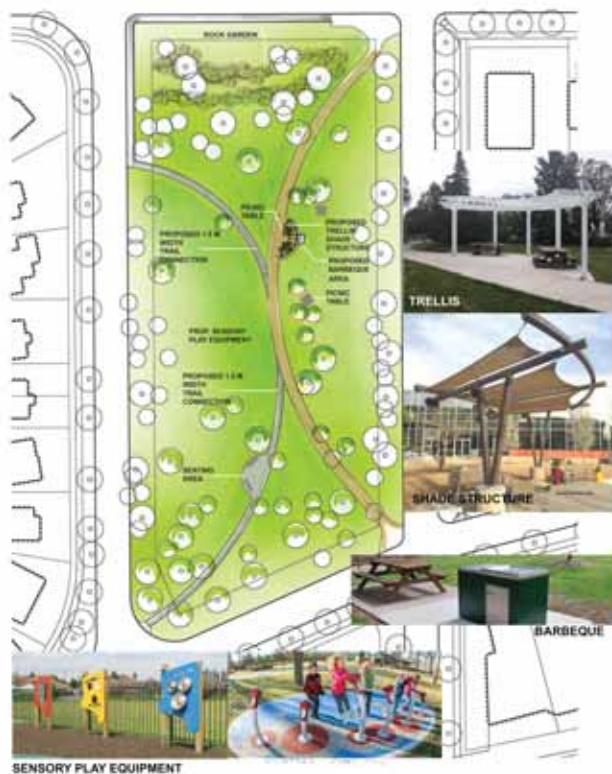 ROCK GARDEN
PICNIC
TABLE
PROPOSED 1.5 M.
WIDTH
TRAIL
CONNECTION
PROPOSED
TRELLIS/
SHADE
STRUCTURE
PROPOSED
BARBEQUE
AREA
PICNIC
TABLE
PROP. SENSORY
PLAY EQUIPMENT
PROPOSED 1.5 M.
WIDTH
TRAIL
CONNECTION
SEATING
AREA
TRELLIS
SHADE STRUCTURE
BARBEQUE
SENSORY PLAY EQUIPMENT